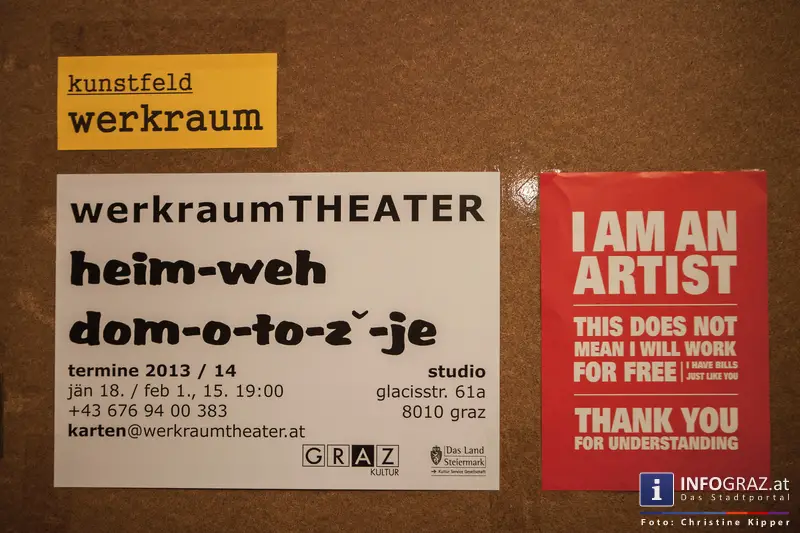 kunstfeld
werkraum
werkraumTHEATER
heim-weh
dom-o-to-zˇ-je
termine 2013 / 14
jän 18. / feb 1., 15. 19:00
+43 676 94 00 383
karten@werkraumtheater.at
studio
glacisstr. 61a
8010 graz
GRAZ
KULTUR
Das Land
Steiermark
→ Kultur Service Gesellschaft
I AM AN
ARTIST
THIS DOES NOT
MEAN I WILL WORK
FOR FREE | I HAVE BILLS
JUST LIKE YOU
THANK YOU
FOR UNDERSTANDING
i INFOGRAZ.at
Das Stadtportal
Foto: Christine Kipper